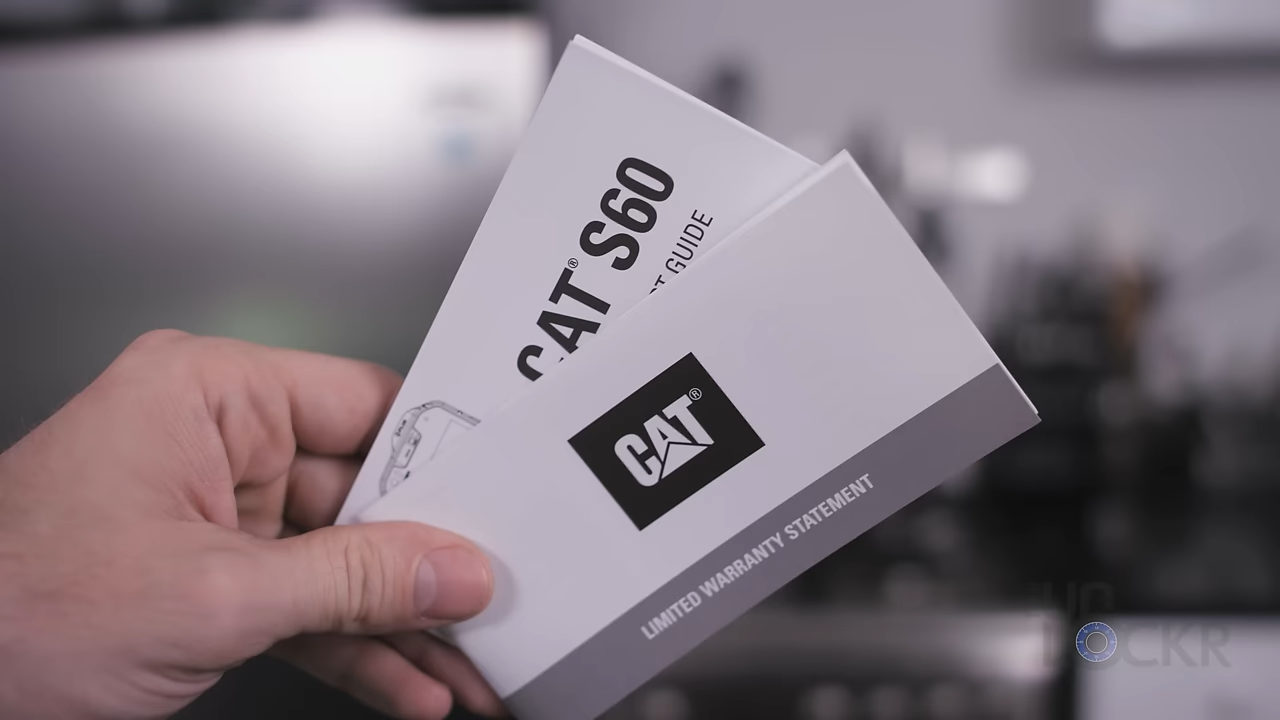 CAT® S60
GUIDE
CAT®
LIMITED WARRANTY STATEMENT